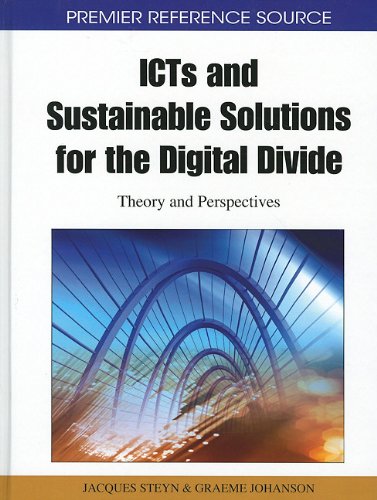 PREMIER REFERENCE SOURCE
ICTs and
Sustainable Solutions
for the Digital Divide
Theory and Perspectives
JACQUES STEYN & GRAEME JOHANSON